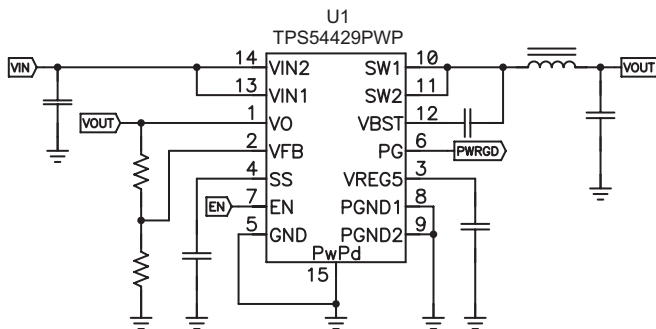 U1
TPS54429PWP
VIN 14 VIN2 SW1 10 VOUT
13 VIN1 SW2 11
VOUT 1 VO VBST 12
2 VFB PG 6 PWRGD
4 SS VREG5 3
EN 7 EN PGND1 8
5 GND PGND2 9
PwPd
15